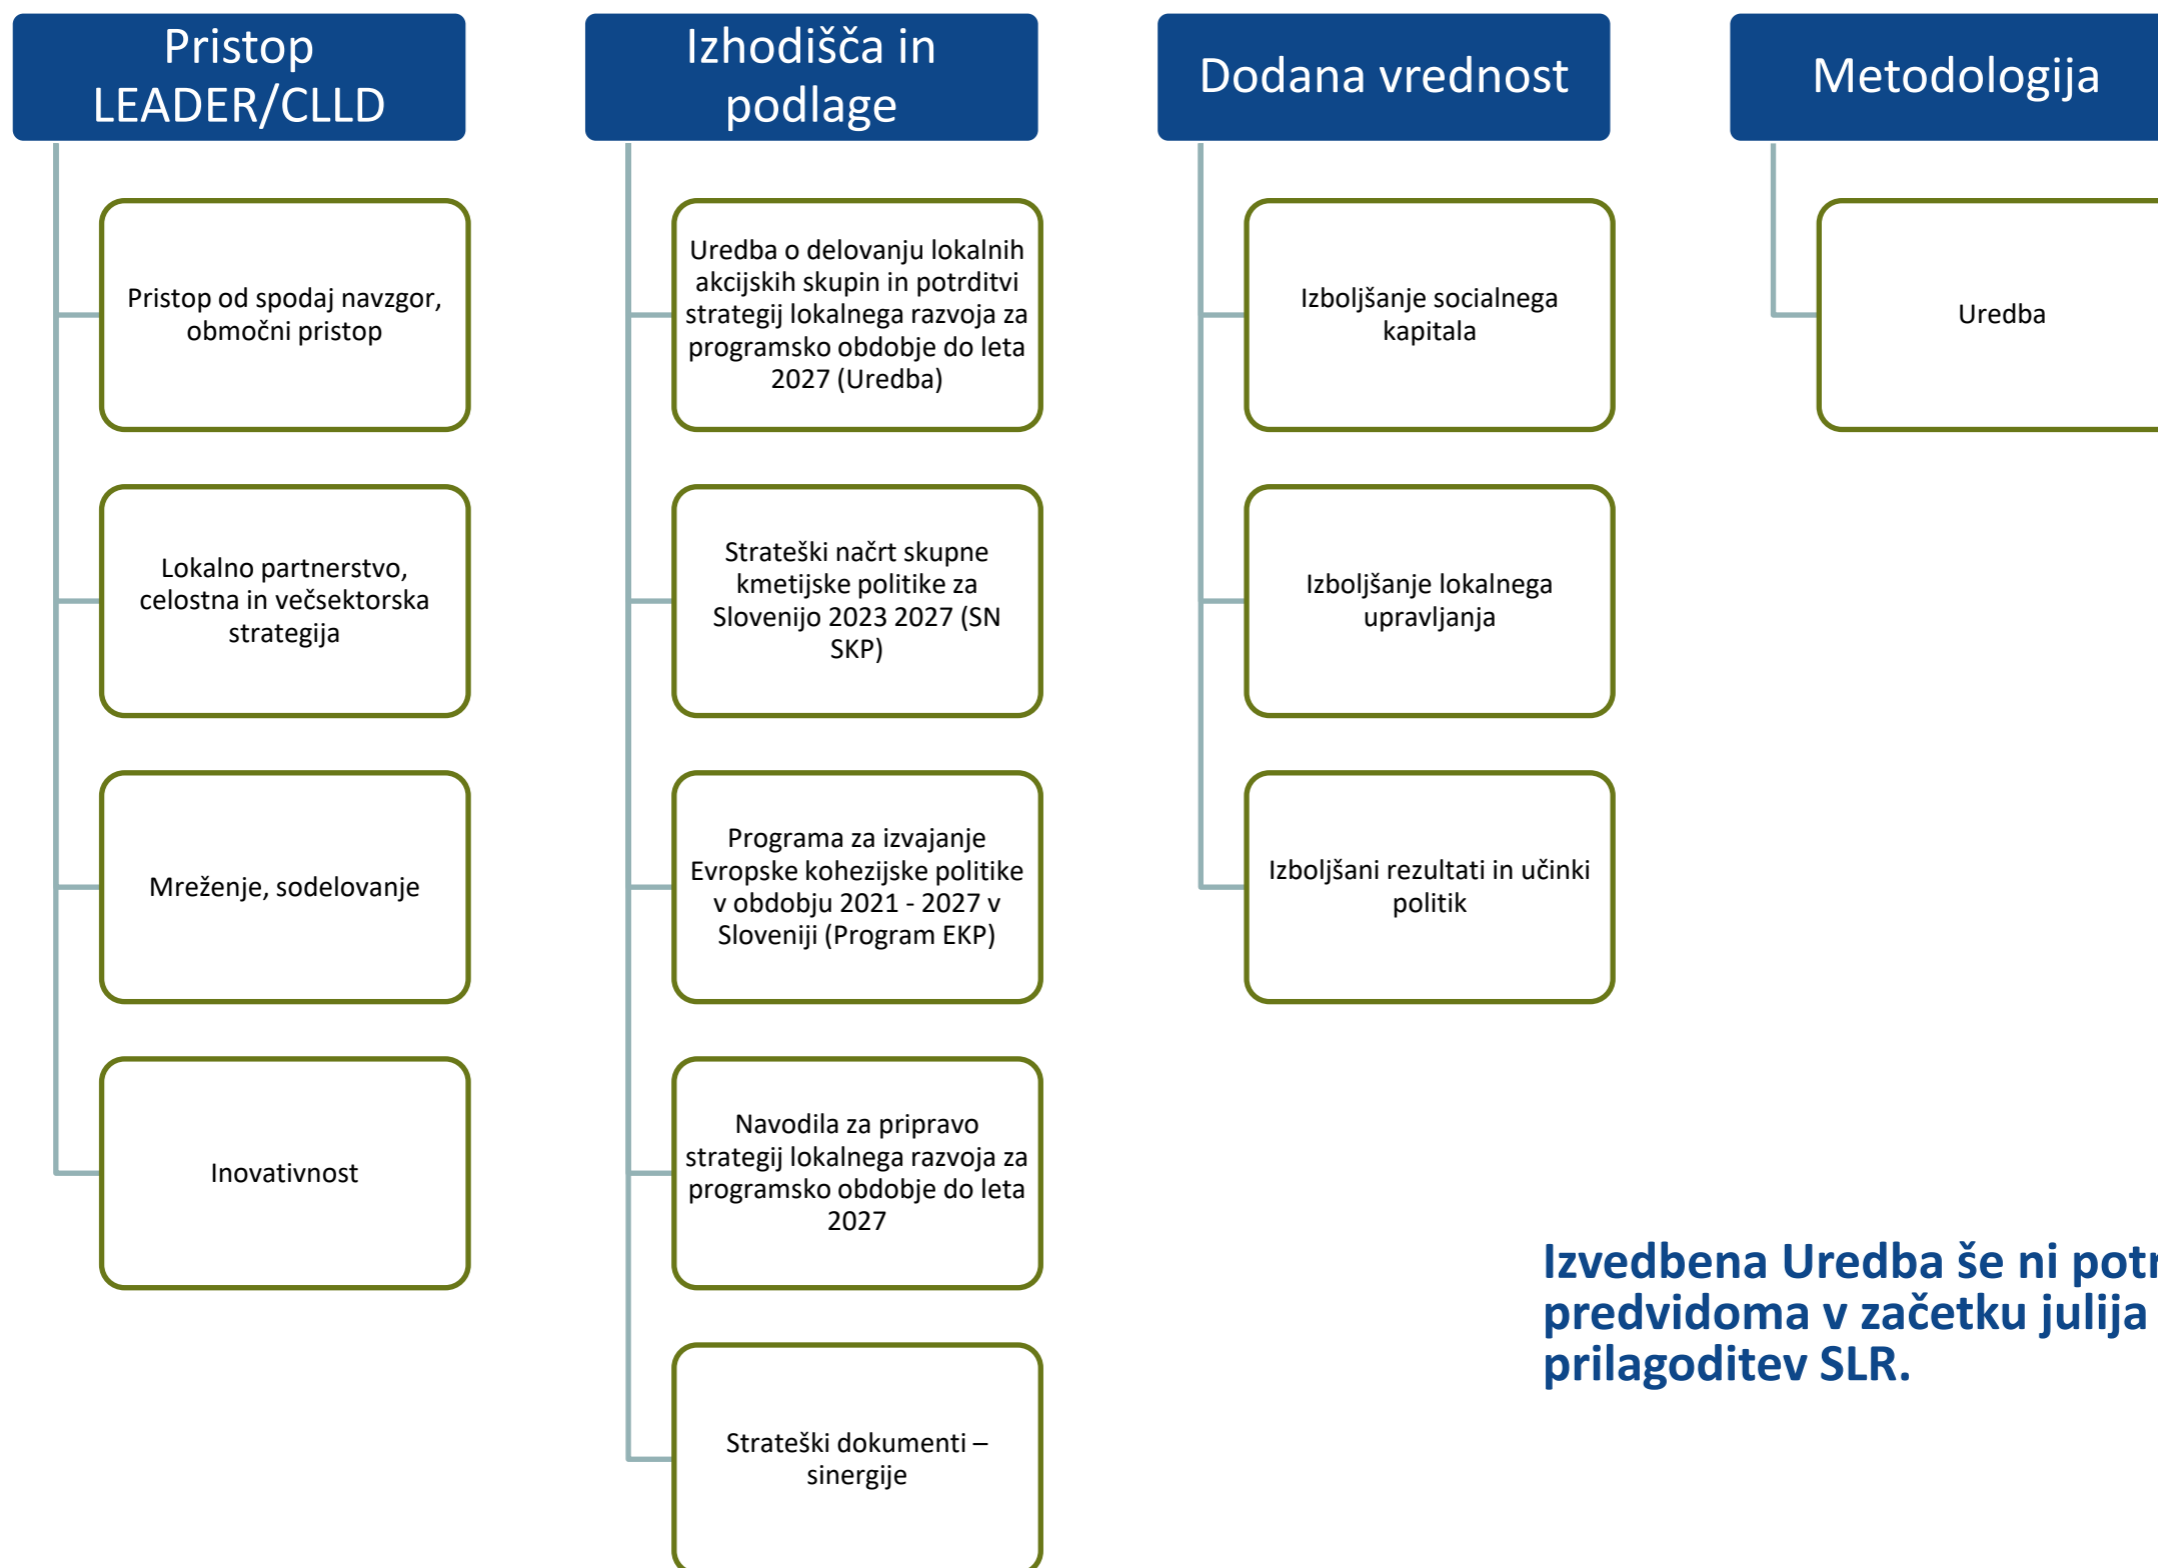 Pristop
LEADER/CLLD
Pristop od spodaj navzgor,
območni pristop
Lokalno partnerstvo,
celostna in večsektorska
strategija
Mreženje, sodelovanje
Inovativnost
Izhodišča in
podlage
Uredba o delovanju lokalnih
akcijskih skupin in potrditvi
strategij lokalnega razvoja za
programsko obdobje do leta
2027 (Uredba)
Strateški načrt skupne
kmetijske politike za
Slovenijo 2023 2027 (SN
SKP)
Programa za izvajanje
Evropske kohezijske politike
v obdobju 2021 - 2027 v
Sloveniji (Program EKP)
Navodila za pripravo
strategij lokalnega razvoja za
programsko obdobje do leta
2027
Strateški dokumenti –
sinergije
Dodana vrednost
Izboljšanje socialnega
kapitala
Izboljšanje lokalnega
upravljanja
Izboljšani rezultati in učinki
politik
Metodologija
Uredba
Izvedbena Uredba še ni
predvidoma v začetku julija
prilagoditev SLR.